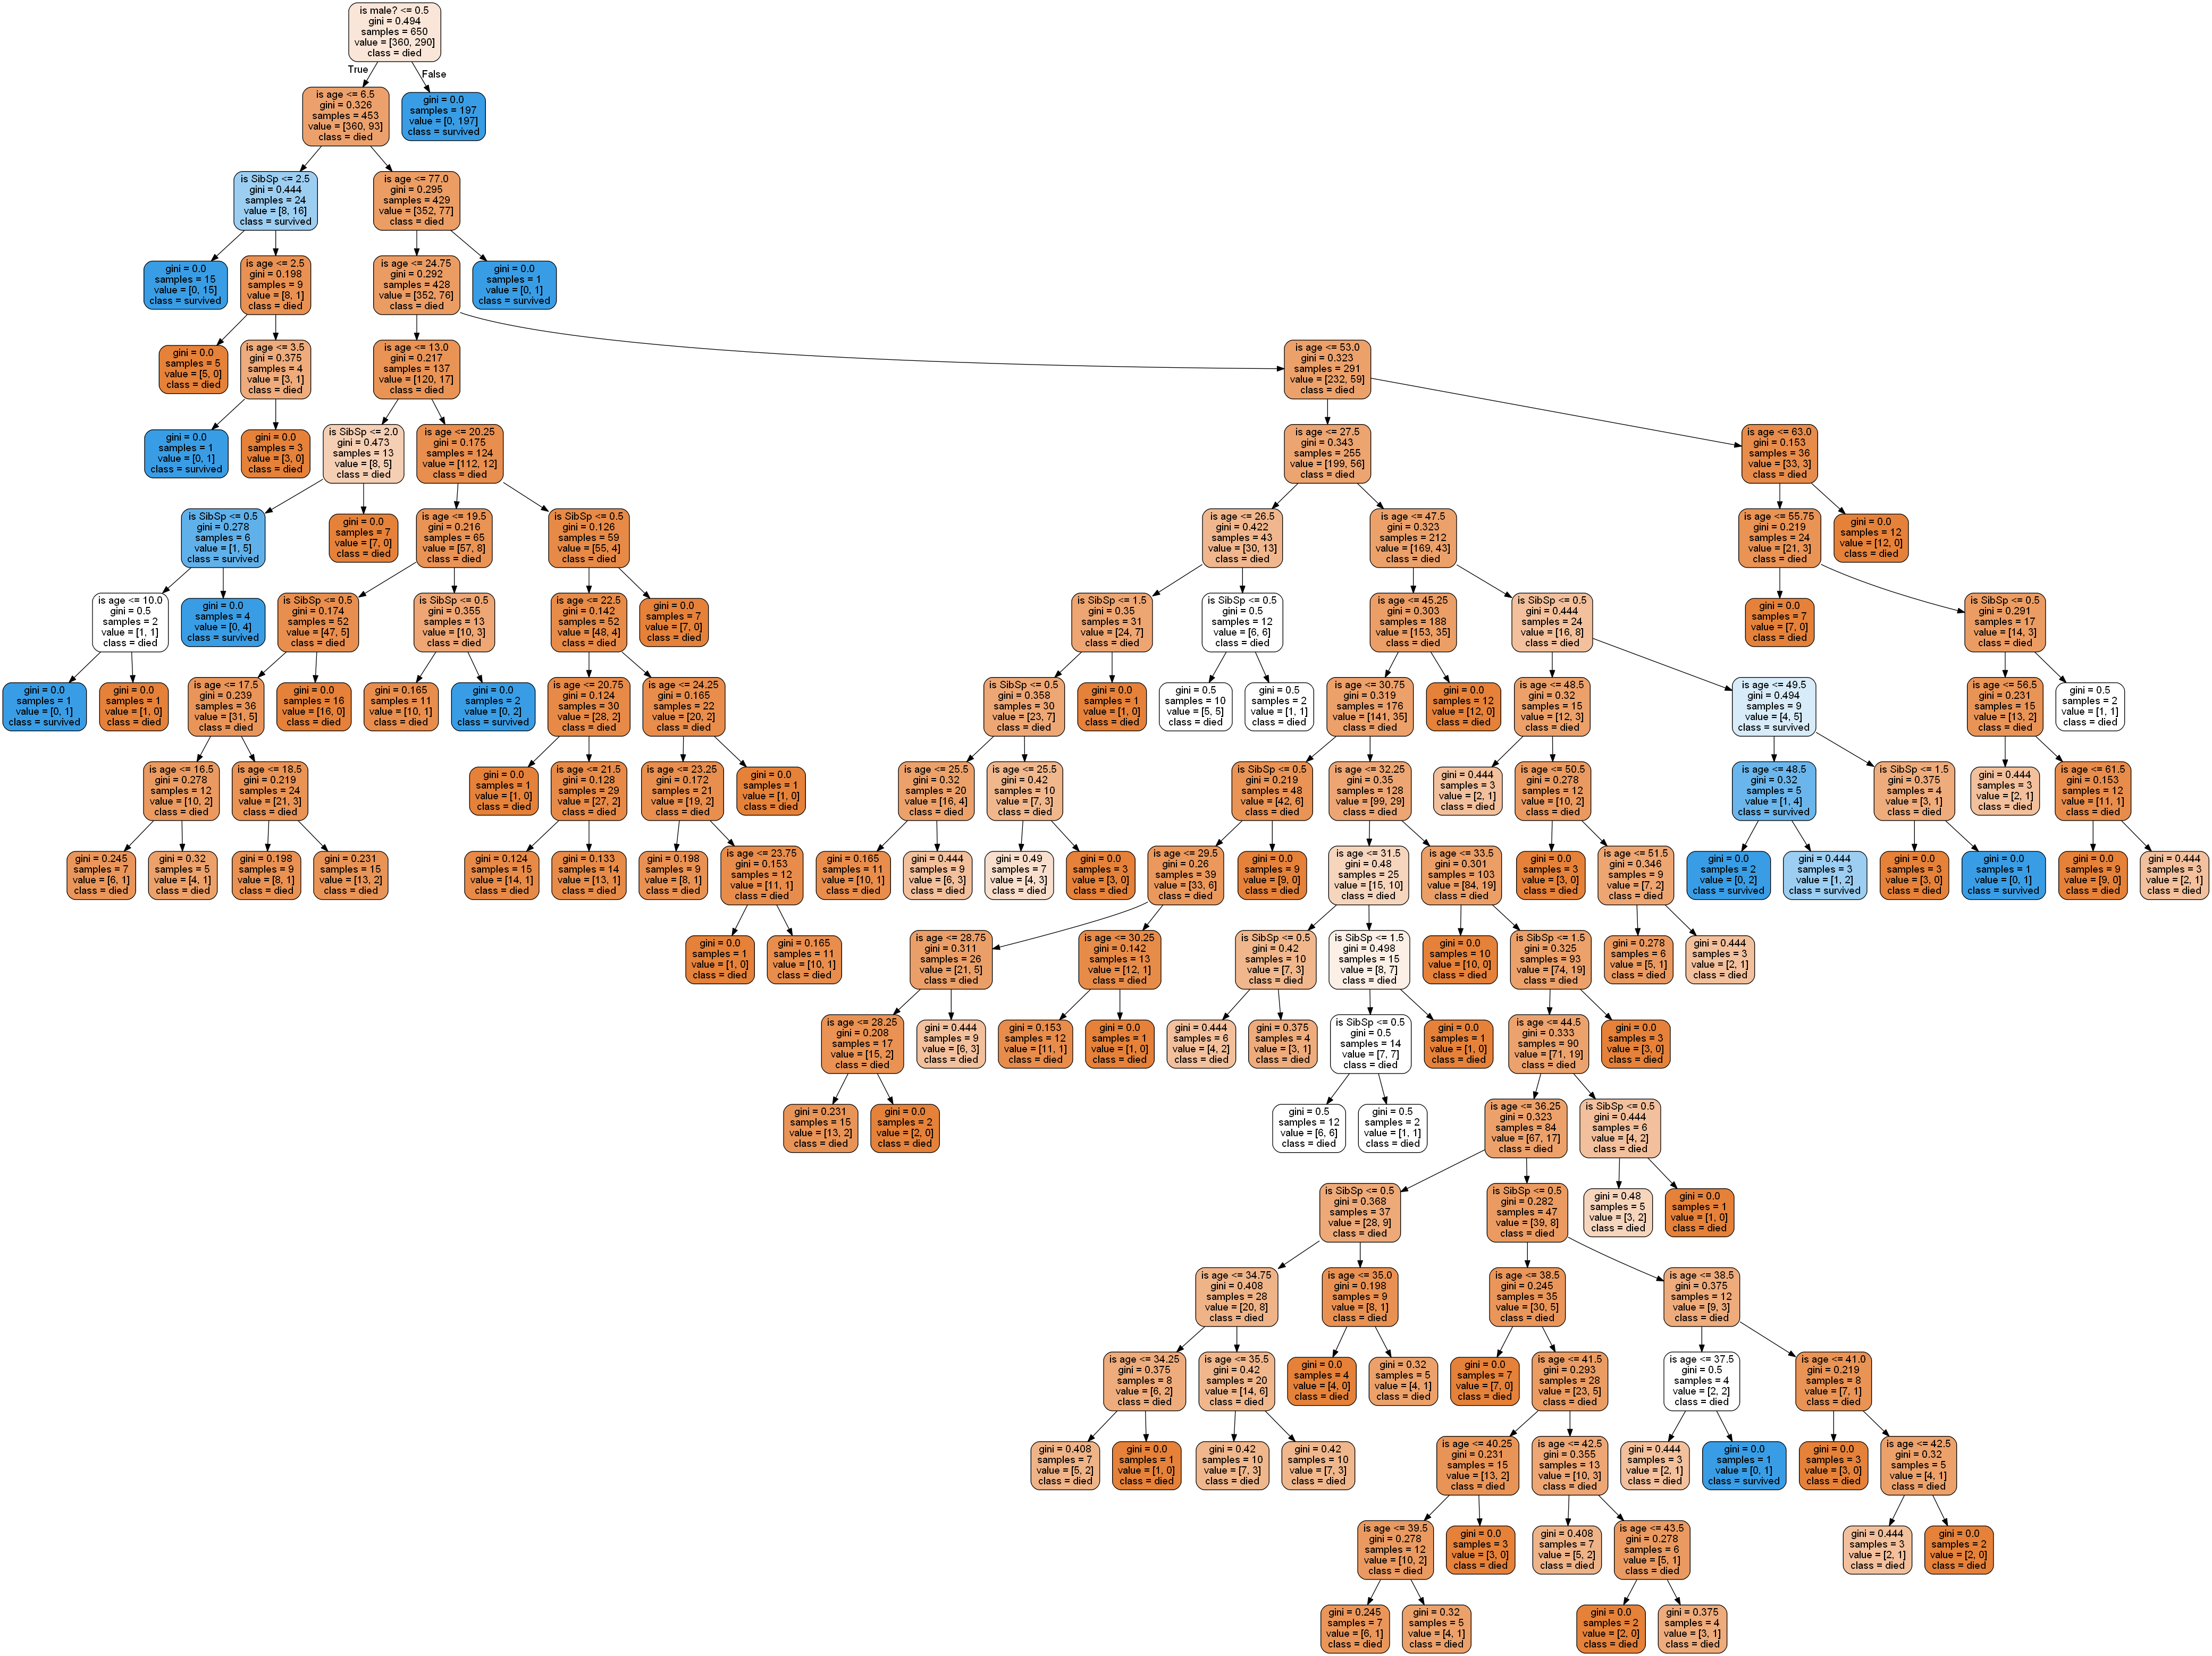 is male? <= 0.5
gini = 0.494
samples = 650
value = [360, 290]
class = died
True
False
is age <= 6.5
gini = 0.326
samples = 453
value = [360, 93]
class = died
gini = 0.0
samples = 197
value = [0, 197]
class = survived
is SibSp <= 2.5
gini = 0.444
samples = 24
value = [8, 16]
class = survived
is age <= 77.0
gini = 0.295
samples = 429
value = [352, 77]
class = died
gini = 0.0
samples = 15
value = [0, 15]
class = survived
is age <= 2.5
gini = 0.198
samples = 9
value = [8, 1]
class = died
is age <= 24.75
gini = 0.292
samples = 428
value = [352, 76]
class = died
gini = 0.0
samples = 1
value = [0, 1]
class = survived
gini = 0.0
samples = 5
value = [5, 0]
class = died
is age <= 3.5
gini = 0.375
samples = 4
value = [3, 1]
class = died
is age <= 13.0
gini = 0.217
samples = 137
value = [120, 17]
class = died
is age <= 53.0
gini = 0.323
samples = 291
value = [232, 59]
class = died
gini = 0.0
samples = 1
value = [0, 1]
class = survived
gini = 0.0
samples = 3
value = [3, 0]
class = died
is SibSp <= 2.0
gini = 0.473
samples = 13
value = [8, 5]
class = died
is age <= 20.25
gini = 0.175
samples = 124
value = [112, 12]
class = died
is age <= 27.5
gini = 0.343
samples = 255
value = [199, 56]
class = died
is age <= 63.0
gini = 0.153
samples = 36
value = [33, 3]
class = died
is SibSp <= 0.5
gini = 0.278
samples = 6
value = [1, 5]
class = survived
gini = 0.0
samples = 7
value = [7, 0]
class = died
is age <= 19.5
gini = 0.216
samples = 65
value = [57, 8]
class = died
is SibSp <= 0.5
gini = 0.126
samples = 59
value = [55, 4]
class = died
is age <= 26.5
gini = 0.422
samples = 43
value = [30, 13]
class = died
is age <= 47.5
gini = 0.323
samples = 212
value = [169, 43]
class = died
is age <= 55.75
gini = 0.219
samples = 24
value = [21, 3]
class = died
gini = 0.0
samples = 12
value = [12, 0]
class = died
is age <= 10.0
gini = 0.5
samples = 2
value = [1, 1]
class = died
gini = 0.0
samples = 4
value = [0, 4]
class = survived
is SibSp <= 0.5
gini = 0.174
samples = 52
value = [47, 5]
class = died
is SibSp <= 0.5
gini = 0.355
samples = 13
value = [10, 3]
class = died
is age <= 22.5
gini = 0.142
samples = 52
value = [48, 4]
class = died
gini = 0.0
samples = 7
value = [7, 0]
class = died
is SibSp <= 1.5
gini = 0.35
samples = 31
value = [24, 7]
class = died
is SibSp <= 0.5
gini = 0.5
samples = 12
value = [6, 6]
class = died
is age <= 45.25
gini = 0.303
samples = 188
value = [153, 35]
class = died
is SibSp <= 0.5
gini = 0.444
samples = 24
value = [16, 8]
class = died
gini = 0.0
samples = 7
value = [7, 0]
class = died
is SibSp <= 0.5
gini = 0.291
samples = 17
value = [14, 3]
class = died
gini = 0.0
samples = 1
value = [0, 1]
class = survived
gini = 0.0
samples = 1
value = [1, 0]
class = died
is age <= 17.5
gini = 0.239
samples = 36
value = [31, 5]
class = died
gini = 0.0
samples = 16
value = [16, 0]
class = died
gini = 0.165
samples = 11
value = [10, 1]
class = died
gini = 0.0
samples = 2
value = [0, 2]
class = survived
is age <= 20.75
gini = 0.124
samples = 30
value = [28, 2]
class = died
is age <= 24.25
gini = 0.165
samples = 22
value = [20, 2]
class = died
is SibSp <= 0.5
gini = 0.358
samples = 30
value = [23, 7]
class = died
gini = 0.0
samples = 1
value = [1, 0]
class = died
gini = 0.5
samples = 10
value = [5, 5]
class = died
gini = 0.5
samples = 2
value = [1, 1]
class = died
is age <= 30.75
gini = 0.319
samples = 176
value = [141, 35]
class = died
gini = 0.0
samples = 12
value = [12, 0]
class = died
is age <= 48.5
gini = 0.32
samples = 15
value = [12, 3]
class = died
is age <= 49.5
gini = 0.494
samples = 9
value = [4, 5]
class = survived
is age <= 56.5
gini = 0.231
samples = 15
value = [13, 2]
class = died
gini = 0.5
samples = 2
value = [1, 1]
class = died
is age <= 16.5
gini = 0.278
samples = 12
value = [10, 2]
class = died
is age <= 18.5
gini = 0.219
samples = 24
value = [21, 3]
class = died
gini = 0.0
samples = 1
value = [1, 0]
class = died
is age <= 21.5
gini = 0.128
samples = 29
value = [27, 2]
class = died
is age <= 23.25
gini = 0.172
samples = 21
value = [19, 2]
class = died
gini = 0.0
samples = 1
value = [1, 0]
class = died
is age <= 25.5
gini = 0.32
samples = 20
value = [16, 4]
class = died
is age <= 25.5
gini = 0.42
samples = 10
value = [7, 3]
class = died
is SibSp <= 0.5
gini = 0.219
samples = 48
value = [42, 6]
class = died
is age <= 32.25
gini = 0.35
samples = 128
value = [99, 29]
class = died
gini = 0.444
samples = 3
value = [2, 1]
class = died
is age <= 50.5
gini = 0.278
samples = 12
value = [10, 2]
class = died
is age <= 48.5
gini = 0.32
samples = 5
value = [1, 4]
class = survived
is SibSp <= 1.5
gini = 0.375
samples = 4
value = [3, 1]
class = died
gini = 0.444
samples = 3
value = [2, 1]
class = died
is age <= 61.5
gini = 0.153
samples = 12
value = [11, 1]
class = died
gini = 0.245
samples = 7
value = [6, 1]
class = died
gini = 0.32
samples = 5
value = [4, 1]
class = died
gini = 0.198
samples = 9
value = [8, 1]
class = died
gini = 0.231
samples = 15
value = [13, 2]
class = died
gini = 0.124
samples = 15
value = [14, 1]
class = died
gini = 0.133
samples = 14
value = [13, 1]
class = died
gini = 0.198
samples = 9
value = [8, 1]
class = died
is age <= 23.75
gini = 0.153
samples = 12
value = [11, 1]
class = died
gini = 0.165
samples = 11
value = [10, 1]
class = died
gini = 0.444
samples = 9
value = [6, 3]
class = died
gini = 0.49
samples = 7
value = [4, 3]
class = died
gini = 0.0
samples = 3
value = [3, 0]
class = died
is age <= 29.5
gini = 0.26
samples = 39
value = [33, 6]
class = died
gini = 0.0
samples = 9
value = [9, 0]
class = died
is age <= 31.5
gini = 0.48
samples = 25
value = [15, 10]
class = died
is age <= 33.5
gini = 0.301
samples = 103
value = [84, 19]
class = died
gini = 0.0
samples = 3
value = [3, 0]
class = died
is age <= 51.5
gini = 0.346
samples = 9
value = [7, 2]
class = died
gini = 0.0
samples = 2
value = [0, 2]
class = survived
gini = 0.444
samples = 3
value = [1, 2]
class = survived
gini = 0.0
samples = 3
value = [3, 0]
class = died
gini = 0.0
samples = 1
value = [0, 1]
class = survived
gini = 0.0
samples = 9
value = [9, 0]
class = died
gini = 0.444
samples = 3
value = [2, 1]
class = died
gini = 0.0
samples = 1
value = [1, 0]
class = died
gini = 0.165
samples = 11
value = [10, 1]
class = died
is age <= 28.75
gini = 0.311
samples = 26
value = [21, 5]
class = died
is age <= 30.25
gini = 0.142
samples = 13
value = [12, 1]
class = died
is SibSp <= 0.5
gini = 0.42
samples = 10
value = [7, 3]
class = died
is SibSp <= 1.5
gini = 0.498
samples = 15
value = [8, 7]
class = died
gini = 0.0
samples = 10
value = [10, 0]
class = died
is SibSp <= 1.5
gini = 0.325
samples = 93
value = [74, 19]
class = died
gini = 0.278
samples = 6
value = [5, 1]
class = died
gini = 0.444
samples = 3
value = [2, 1]
class = died
is age <= 28.25
gini = 0.208
samples = 17
value = [15, 2]
class = died
gini = 0.444
samples = 9
value = [6, 3]
class = died
gini = 0.153
samples = 12
value = [11, 1]
class = died
gini = 0.0
samples = 1
value = [1, 0]
class = died
gini = 0.444
samples = 6
value = [4, 2]
class = died
gini = 0.375
samples = 4
value = [3, 1]
class = died
is SibSp <= 0.5
gini = 0.5
samples = 14
value = [7, 7]
class = died
gini = 0.0
samples = 1
value = [1, 0]
class = died
is age <= 44.5
gini = 0.333
samples = 90
value = [71, 19]
class = died
gini = 0.0
samples = 3
value = [3, 0]
class = died
gini = 0.231
samples = 15
value = [13, 2]
class = died
gini = 0.0
samples = 2
value = [2, 0]
class = died
gini = 0.5
samples = 12
value = [6, 6]
class = died
gini = 0.5
samples = 2
value = [1, 1]
class = died
is age <= 36.25
gini = 0.323
samples = 84
value = [67, 17]
class = died
is SibSp <= 0.5
gini = 0.444
samples = 6
value = [4, 2]
class = died
is SibSp <= 0.5
gini = 0.368
samples = 37
value = [28, 9]
class = died
is SibSp <= 0.5
gini = 0.282
samples = 47
value = [39, 8]
class = died
gini = 0.48
samples = 5
value = [3, 2]
class = died
gini = 0.0
samples = 1
value = [1, 0]
class = died
is age <= 34.75
gini = 0.408
samples = 28
value = [20, 8]
class = died
is age <= 35.0
gini = 0.198
samples = 9
value = [8, 1]
class = died
is age <= 38.5
gini = 0.245
samples = 35
value = [30, 5]
class = died
is age <= 38.5
gini = 0.375
samples = 12
value = [9, 3]
class = died
is age <= 34.25
gini = 0.375
samples = 8
value = [6, 2]
class = died
is age <= 35.5
gini = 0.42
samples = 20
value = [14, 6]
class = died
gini = 0.0
samples = 4
value = [4, 0]
class = died
gini = 0.32
samples = 5
value = [4, 1]
class = died
gini = 0.0
samples = 7
value = [7, 0]
class = died
is age <= 41.5
gini = 0.293
samples = 28
value = [23, 5]
class = died
is age <= 37.5
gini = 0.5
samples = 4
value = [2, 2]
class = died
is age <= 41.0
gini = 0.219
samples = 8
value = [7, 1]
class = died
gini = 0.408
samples = 7
value = [5, 2]
class = died
gini = 0.0
samples = 1
value = [1, 0]
class = died
gini = 0.42
samples = 10
value = [7, 3]
class = died
gini = 0.42
samples = 10
value = [7, 3]
class = died
is age <= 40.25
gini = 0.231
samples = 15
value = [13, 2]
class = died
is age <= 42.5
gini = 0.355
samples = 13
value = [10, 3]
class = died
gini = 0.444
samples = 3
value = [2, 1]
class = died
gini = 0.0
samples = 1
value = [0, 1]
class = survived
gini = 0.0
samples = 3
value = [3, 0]
class = died
is age <= 42.5
gini = 0.32
samples = 5
value = [4, 1]
class = died
is age <= 39.5
gini = 0.278
samples = 12
value = [10, 2]
class = died
gini = 0.0
samples = 3
value = [3, 0]
class = died
gini = 0.408
samples = 7
value = [5, 2]
class = died
is age <= 43.5
gini = 0.278
samples = 6
value = [5, 1]
class = died
gini = 0.444
samples = 3
value = [2, 1]
class = died
gini = 0.0
samples = 2
value = [2, 0]
class = died
gini = 0.245
samples = 7
value = [6, 1]
class = died
gini = 0.32
samples = 5
value = [4, 1]
class = died
gini = 0.0
samples = 2
value = [2, 0]
class = died
gini = 0.375
samples = 4
value = [3, 1]
class = died